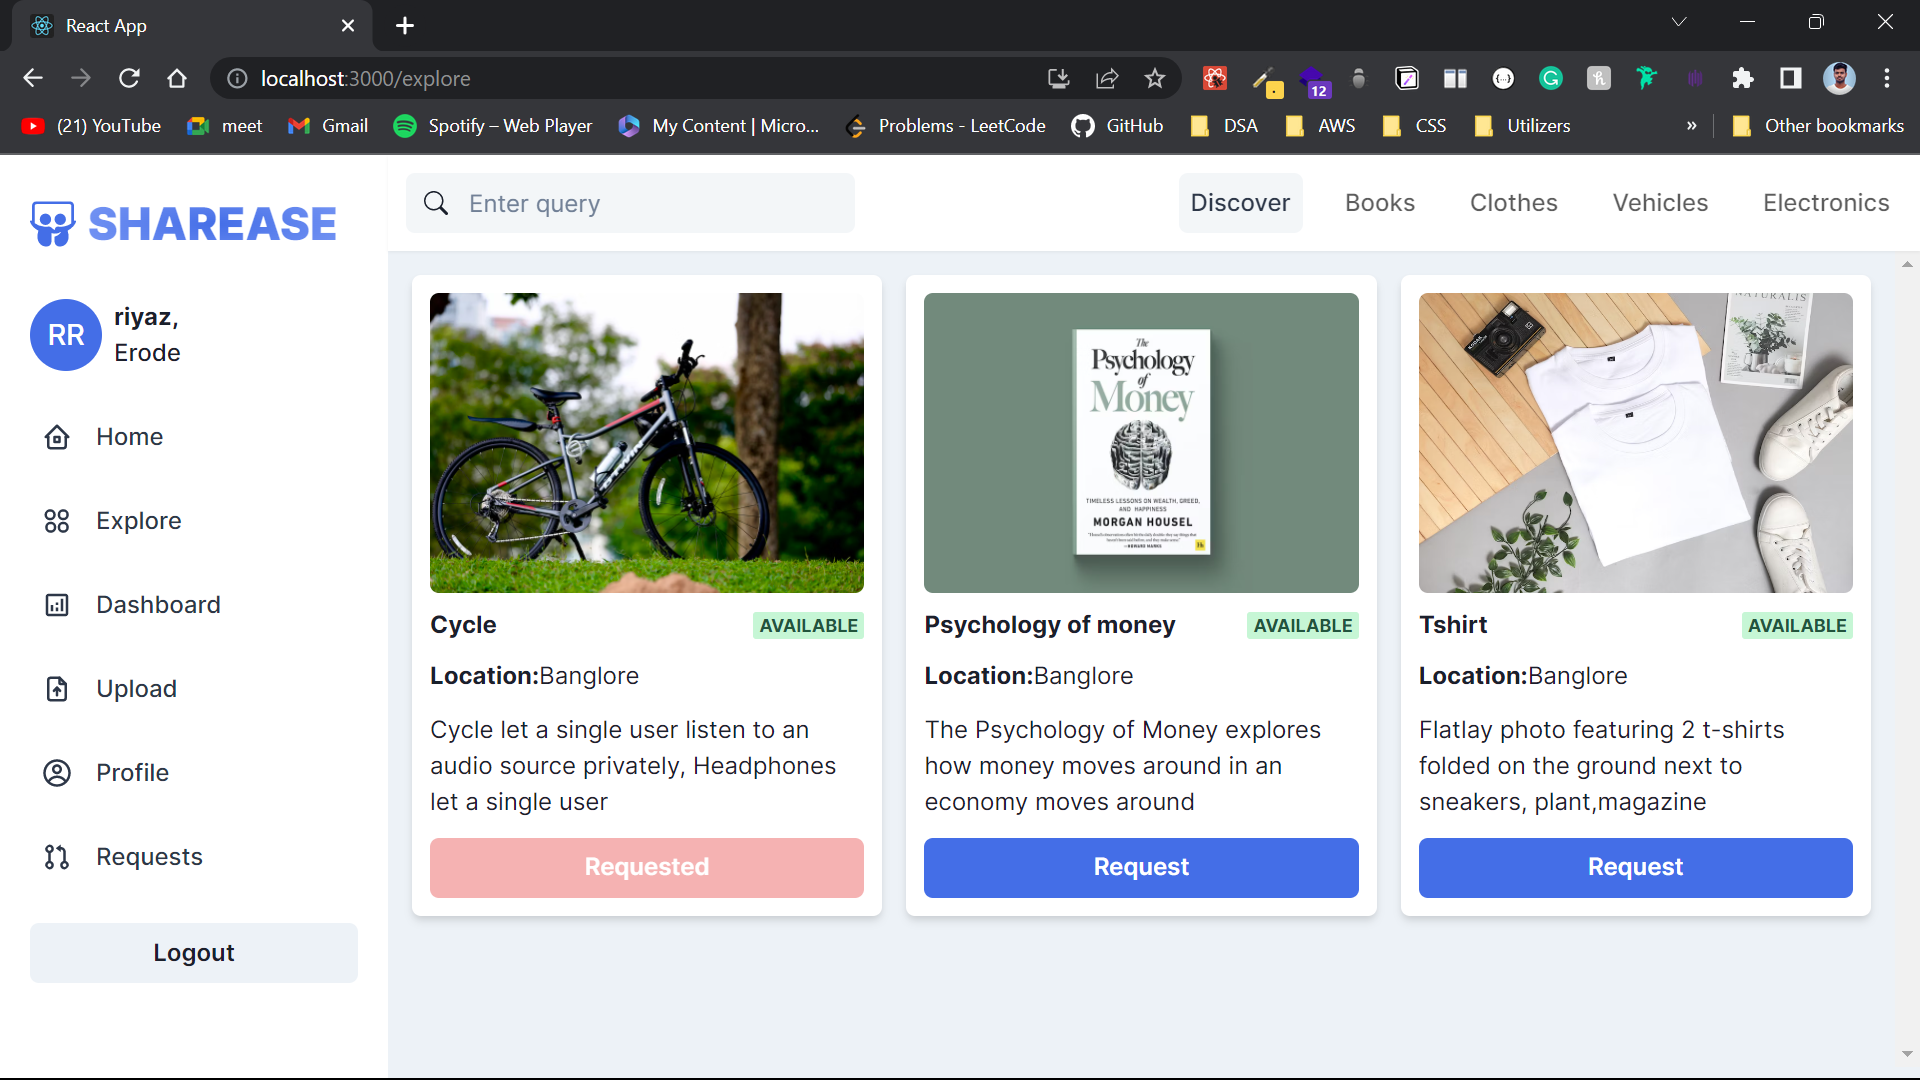 React App
localhost:3000/explore
12
(21) YouTube
meet
Gmail
Spotify – Web Player
My Content | Micro...
Problems - LeetCode
GitHub
DSA
AWS
CSS
Utilizers
»
Other bookmarks
SHAREASE
Enter query
Discover
Books
Clothes
Vehicles
Electronics
RR
riyaz,
Erode
Home
Explore
Dashboard
Upload
Profile
Requests
Logout
Cycle
AVAILABLE
Location:Banglore
Cycle let a single user listen to an
audio source privately, Headphones
let a single user
Requested
The
Psychology
of
Money
TIMELESS LESSONS ON WEALTH, GREED,
AND HAPPINESS
MORGAN HOUSEL
Psychology of money
AVAILABLE
Location:Banglore
The Psychology of Money explores
how money moves around in an
economy moves around
Request
NATURALIS
KODAK
Tshirt
AVAILABLE
Location:Banglore
Flatlay photo featuring 2 t-shirts
folded on the ground next to
sneakers, plant,magazine
Request